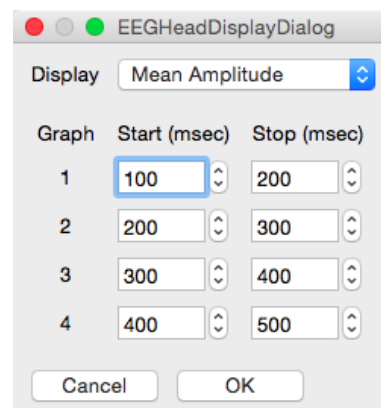 EEGHeadDisplayDialog
Display Mean Amplitude
Graph Start (msec) Stop (msec)
1 100 200
2 200 300
3 300 400
4 400 500
Cancel OK